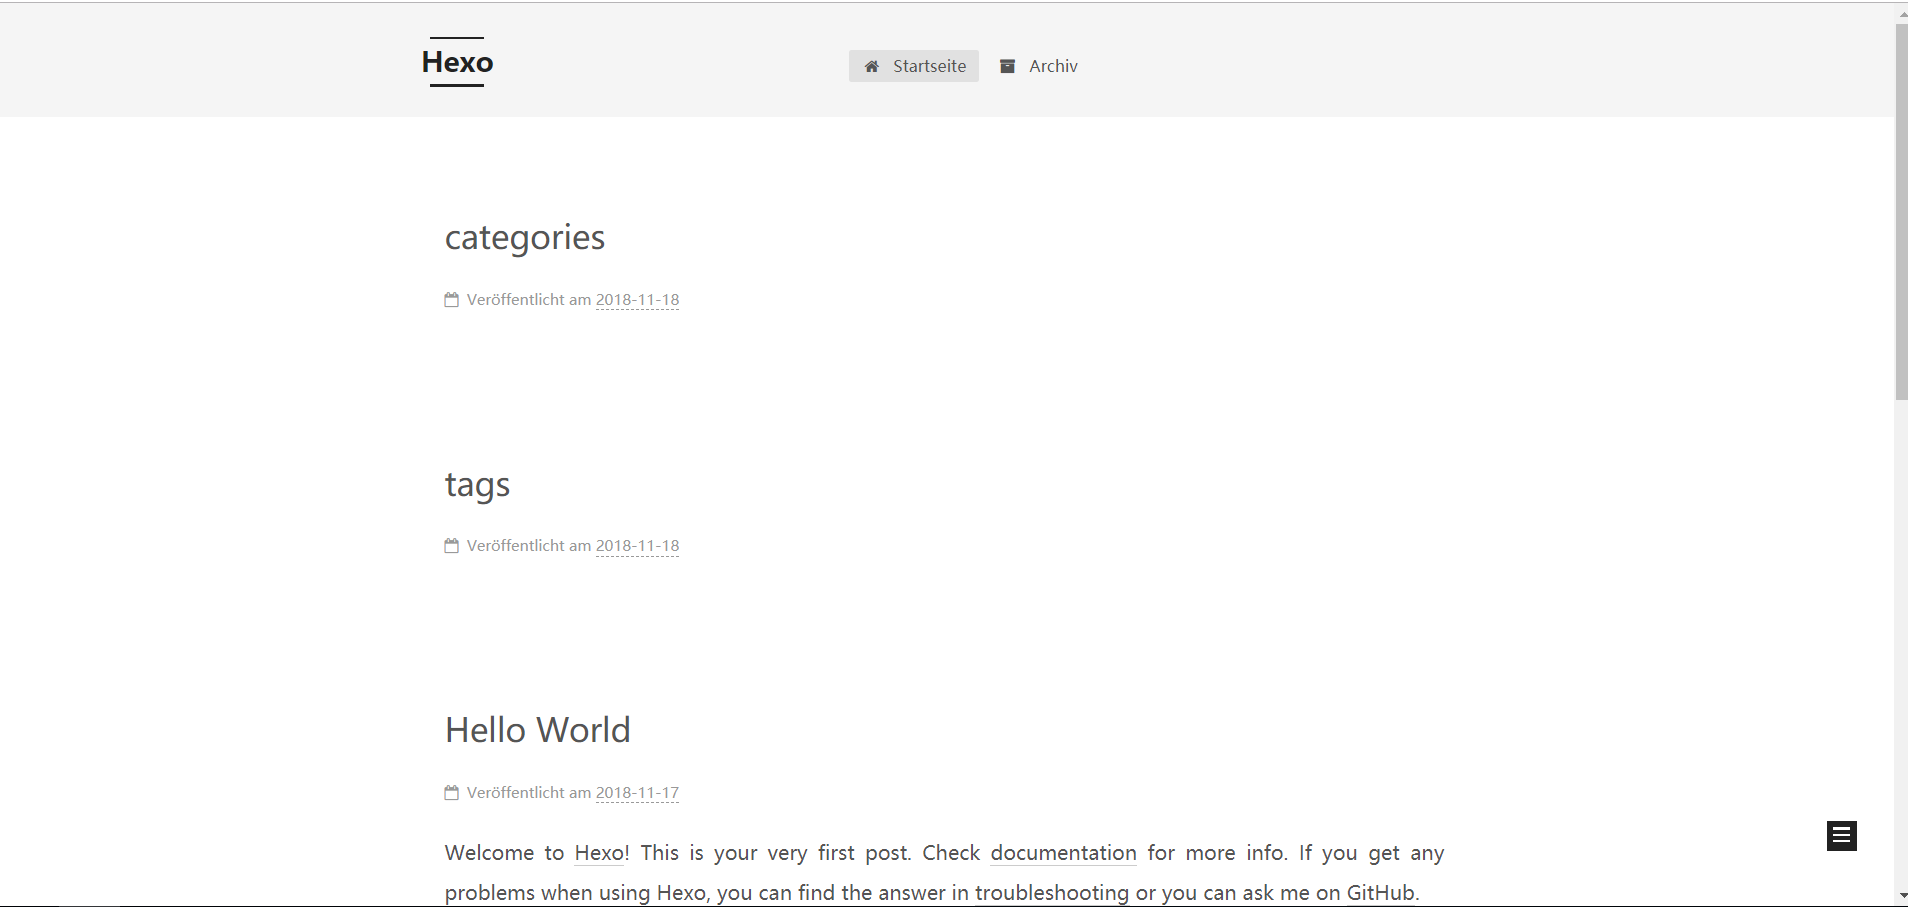 Hexo
Startseite Archiv
categories
Veröffentlicht am 2018-11-18
tags
Veröffentlicht am 2018-11-18
Hello World
Veröffentlicht am 2018-11-17
Welcome to Hexo! This is your very first post. Check documentation for more info. If you get any
problems when using Hexo, you can find the answer in troubleshooting or you can ask me on GitHub.